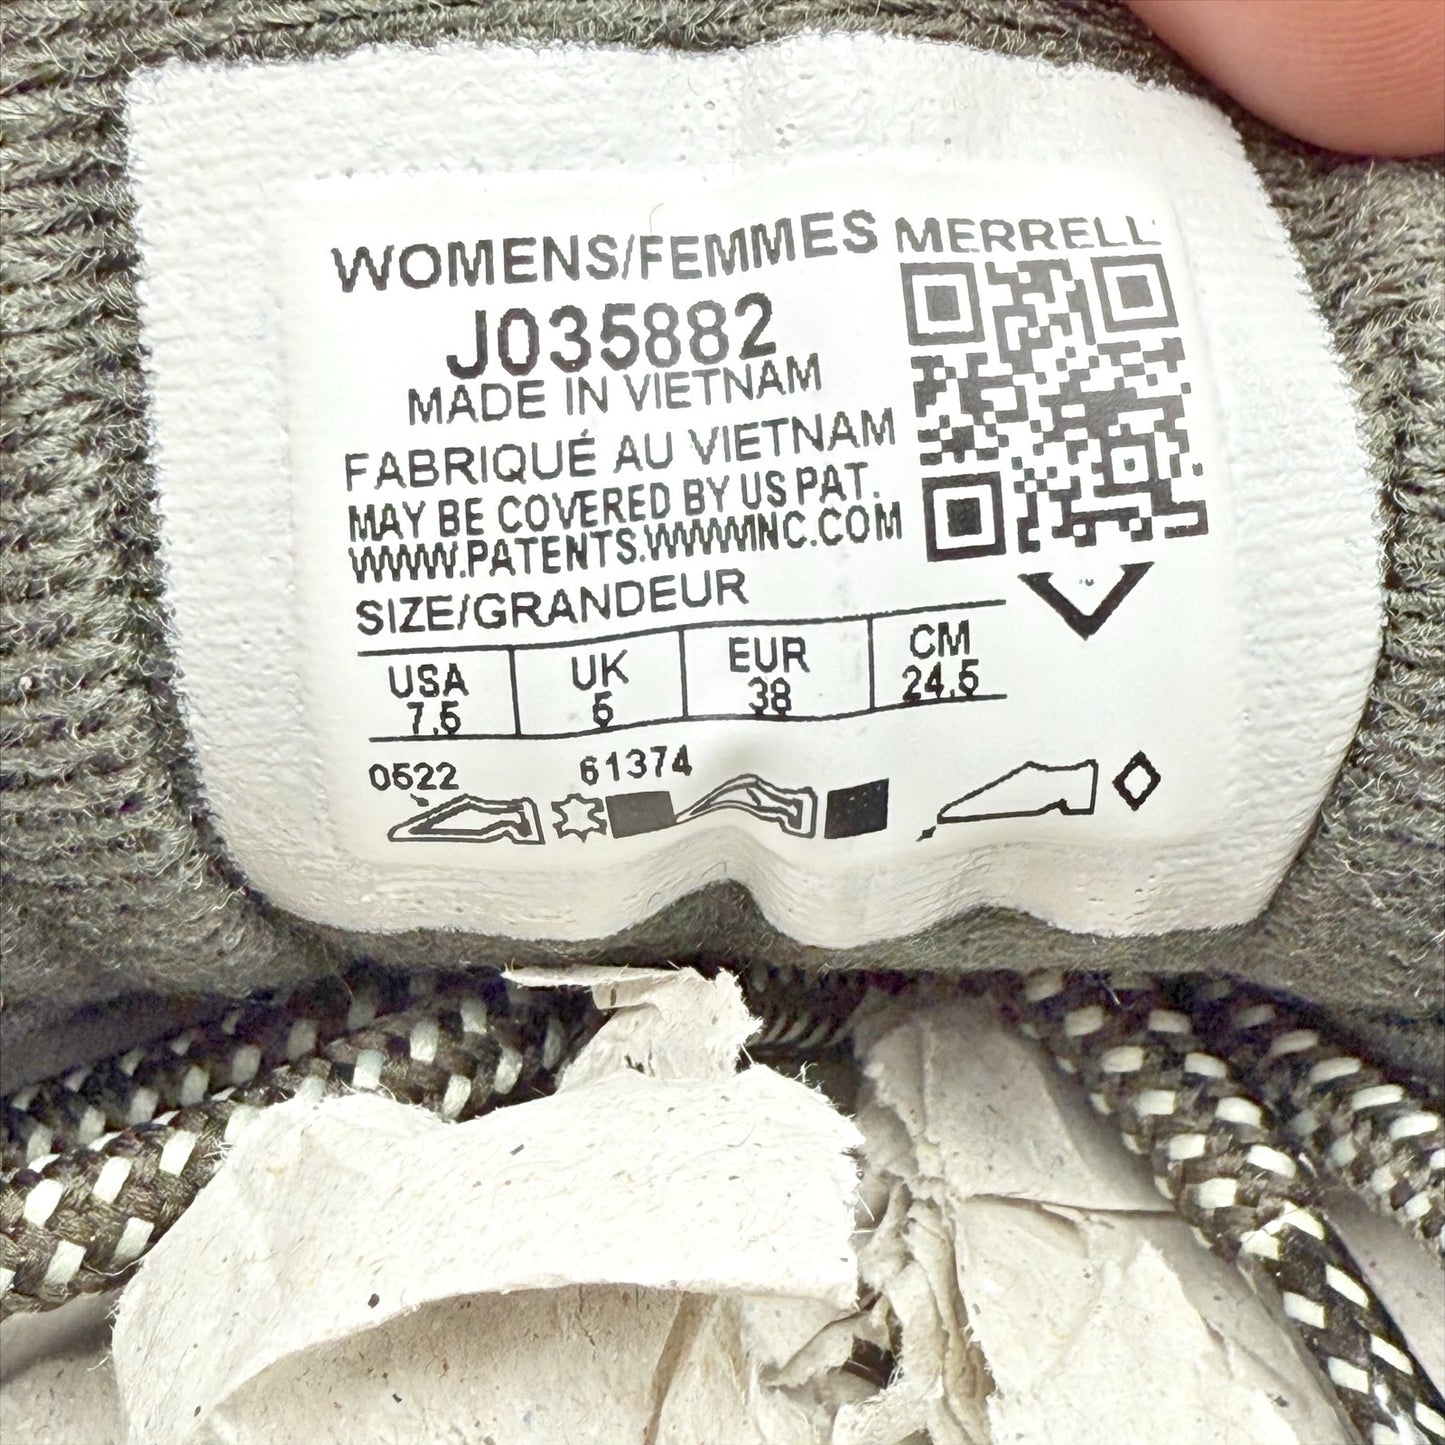 WOMENS/FEMMES
MERRELL
J035882
MADE IN VIETNAM
FABRIQUÉ AU VIETNAM
MAY BE COVERED BY US PAT.
WWW.PATENTS.WWWINC.COM
SIZE/GRANDEUR
USA UK EUR CM
7.5 5 38 24.5
0522 61374